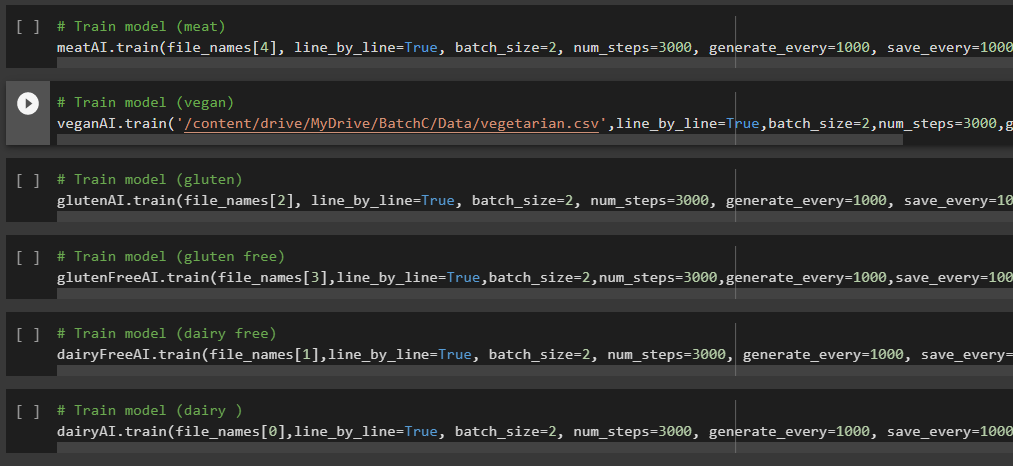 [ ] # Train model (meat)
meatAI.train(file_names[4], line_by_line=True, batch_size=2, num_steps=3000, generate_every=1000, save_every=1000
# Train model (vegan)
veganAI.train('/content/drive/MyDrive/BatchC/Data/vegetarian.csv',line_by_line=True,batch_size=2,num_steps=3000,g
[ ] # Train model (gluten)
glutenAI.train(file_names[2], line_by_line=True, batch_size=2, num_steps=3000, generate_every=1000, save_every=10
[ ] # Train model (gluten free)
glutenFreeAI.train(file_names[3],line_by_line=True,batch_size=2,num_steps=3000,generate_every=1000,save_every=100
[ ] # Train model (dairy free)
dairyFreeAI.train(file_names[1],line_by_line=True, batch_size=2, num_steps=3000, generate_every=1000, save_every=
[ ] # Train model (dairy )
dairyAI.train(file_names[0],line_by_line=True, batch_size=2, num_steps=3000, generate_every=1000, save_every=1000